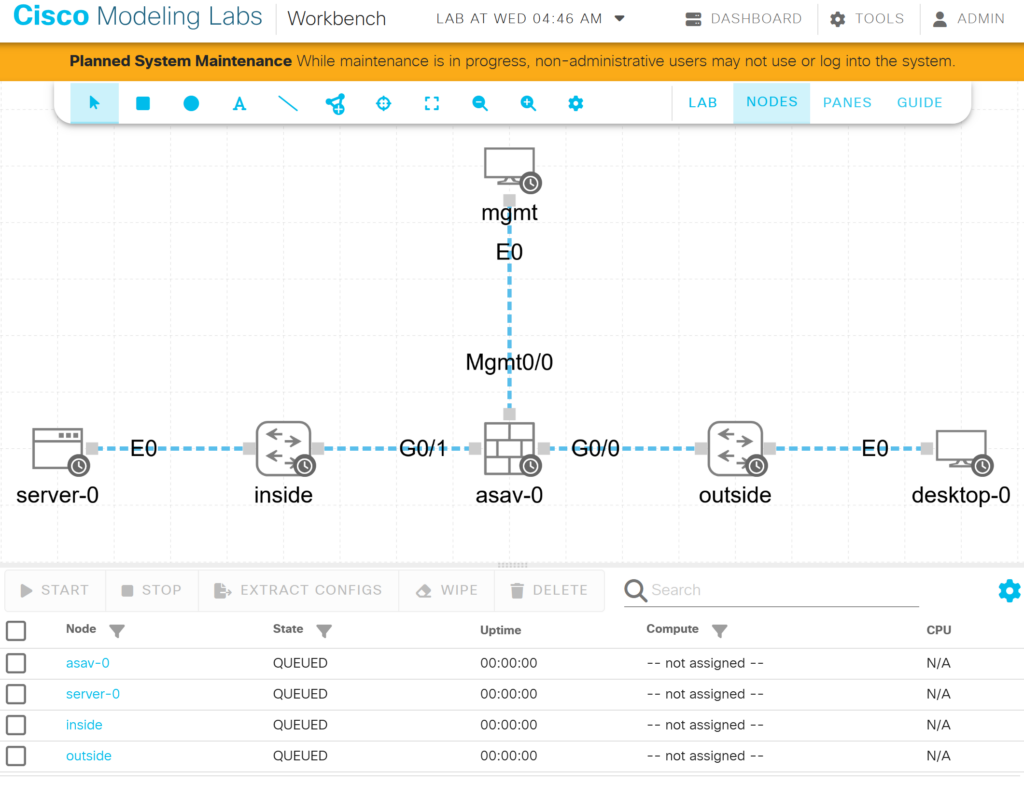 Cisco Modeling Labs Workbench LAB AT WED 04:46 AM DASHBOARD TOOLS ADMIN
Planned System Maintenance While maintenance is in progress, non-administrative users may not use or log into the system.
A LAB NODES PANES GUIDE
mgmt
E0
Mgmt0/0
E0 G0/1 G0/0 E0
server-0 inside asav-0 outside desktop-0
START STOP EXTRACT CONFIGS WIPE DELETE Search
Node State Uptime Compute CPU
asav-0 QUEUED 00:00:00 -- not assigned -- N/A
server-0 QUEUED 00:00:00 -- not assigned -- N/A
inside QUEUED 00:00:00 -- not assigned -- N/A
outside QUEUED 00:00:00 -- not assigned -- N/A